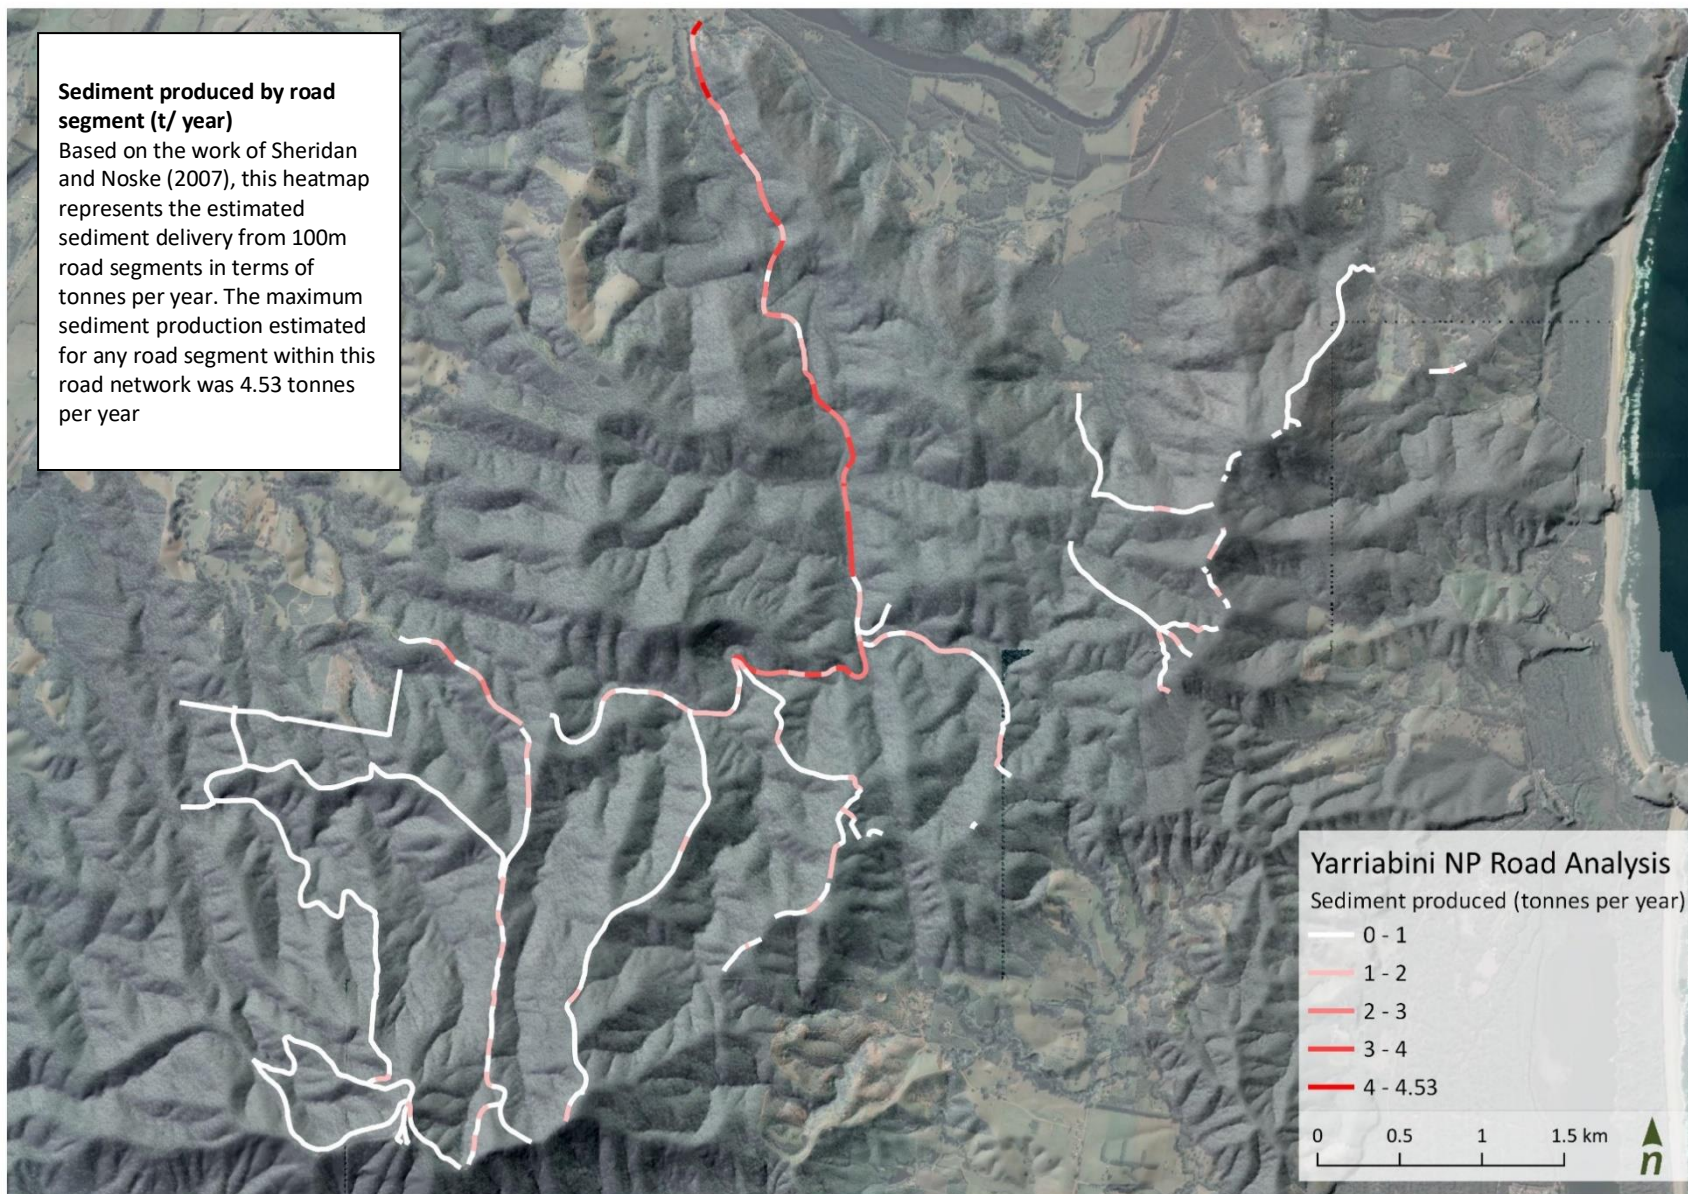 Sediment produced by road
segment (t/ year)
Based on the work of Sheridan
and Noske (2007), this heatmap
represents the estimated
sediment delivery from 100m
road segments in terms of
tonnes per year. The maximum
sediment production estimated
for any road segment within this
road network was 4.53 tonnes
per year
Yarriabini NP Road Analysis
Sediment produced (tonnes per year)
0 - 1
1 - 2
2 - 3
3 - 4
4 - 4.53
0 0.5 1 1.5 km
n